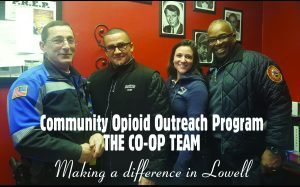 P.R.E.P.
Community Opioid Outreach Program
THE CO-OP TEAM
Making a difference in Lowell